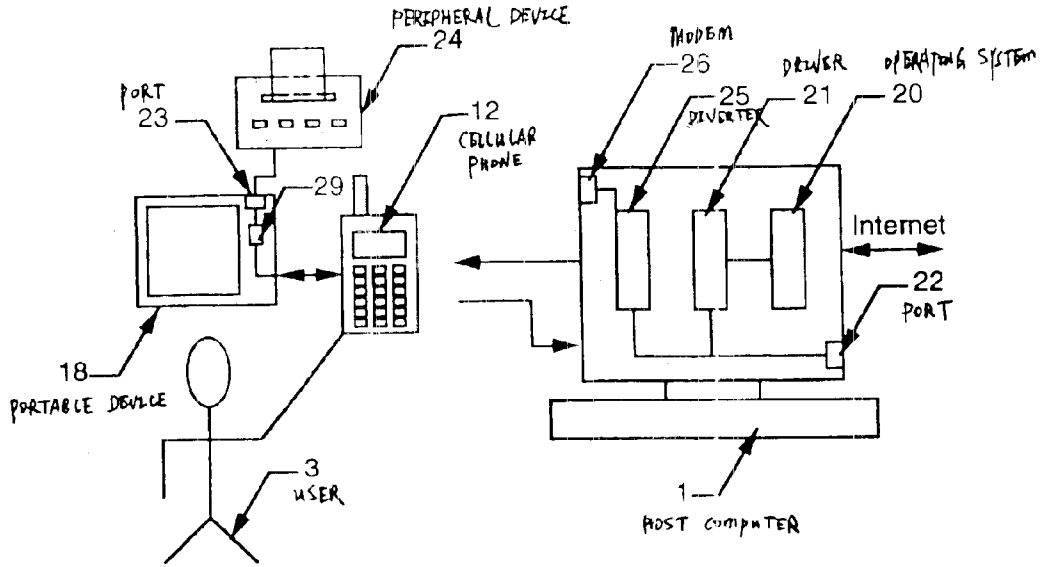 PERIPHERAL DEVICE
24
PORT
23
29
12
CELLULAR
PHONE
18
PORTABLE DEVICE
3
USER
MODEM
26
DRIVER
OPERATING SYSTEM
25
DIVERTER
21
20
Internet
22
PORT
1
HOST COMPUTER